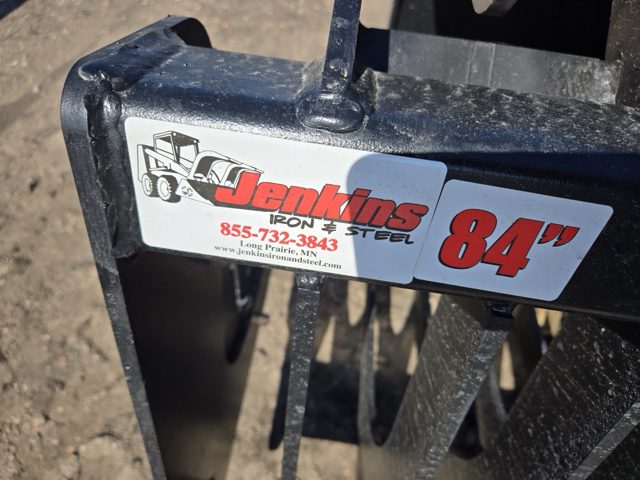 Jenkins
IRON & STEEL
855-732-3843
Long Prairie, MN
www.jenkinsironandsteel.com
84"